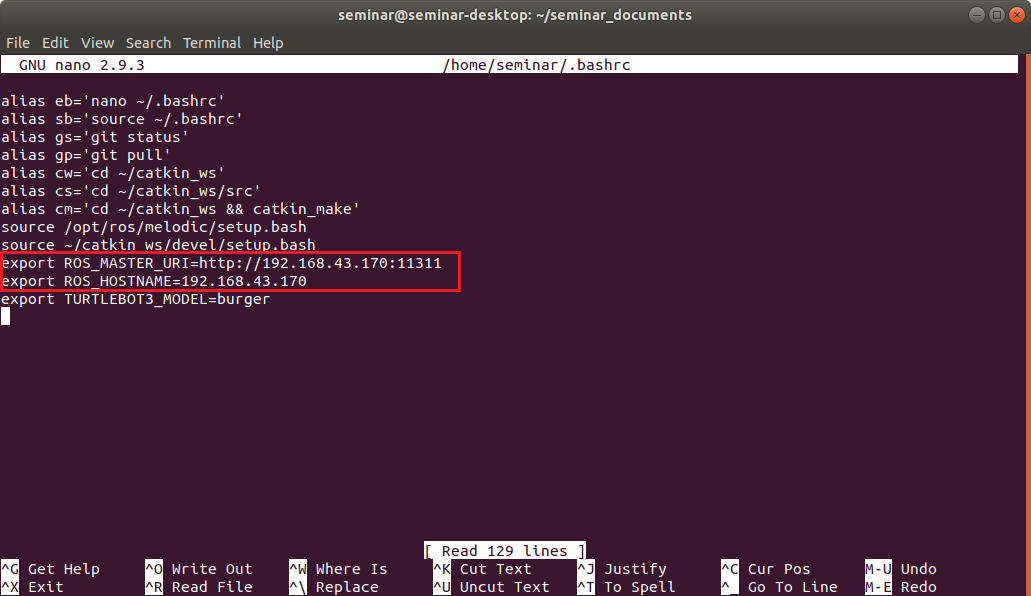 seminar@seminar-desktop: ~/seminar_documents
File Edit View Search Terminal Help
GNU nano 2.9.3 /home/seminar/.bashrc
alias eb='nano ~/.bashrc'
alias sb='source ~/.bashrc'
alias gs='git status'
alias gp='git pull'
alias cw='cd ~/catkin_ws'
alias cs='cd ~/catkin_ws/src'
alias cm='cd ~/catkin_ws && catkin_make'
source /opt/ros/melodic/setup.bash
source ~/catkin_ws/devel/setup.bash
export ROS_MASTER_URI=http://192.168.43.170:11311
export ROS_HOSTNAME=192.168.43.170
export TURTLEBOT3_MODEL=burger
[ Read 129 lines ]
^G Get Help ^O Write Out ^W Where Is ^K Cut Text ^J Justify ^C Cur Pos M-U Undo
^X Exit ^R Read File ^\ Replace ^U Uncut Text ^T To Spell ^_ Go To Line M-E Redo